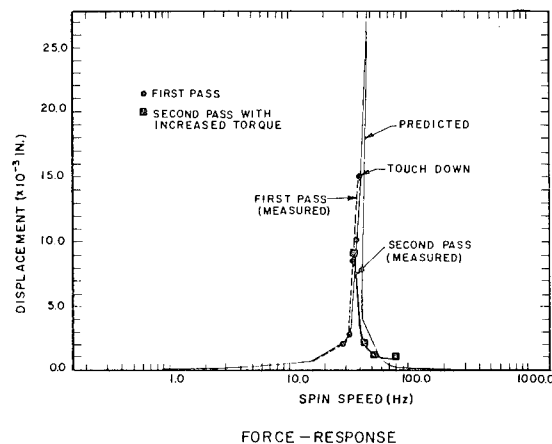 25.0
20.0
15.0
10.0
5.0
0.0
DISPLACEMENT (x10⁻³ IN.)
FIRST PASS
SECOND PASS WITH
INCREASED TORQUE
PREDICTED
TOUCH DOWN
FIRST PASS
(MEASURED)
SECOND PASS
(MEASURED)
1.0
10.0
100.0
1000.0
SPIN SPEED (Hz)
FORCE - RESPONSE